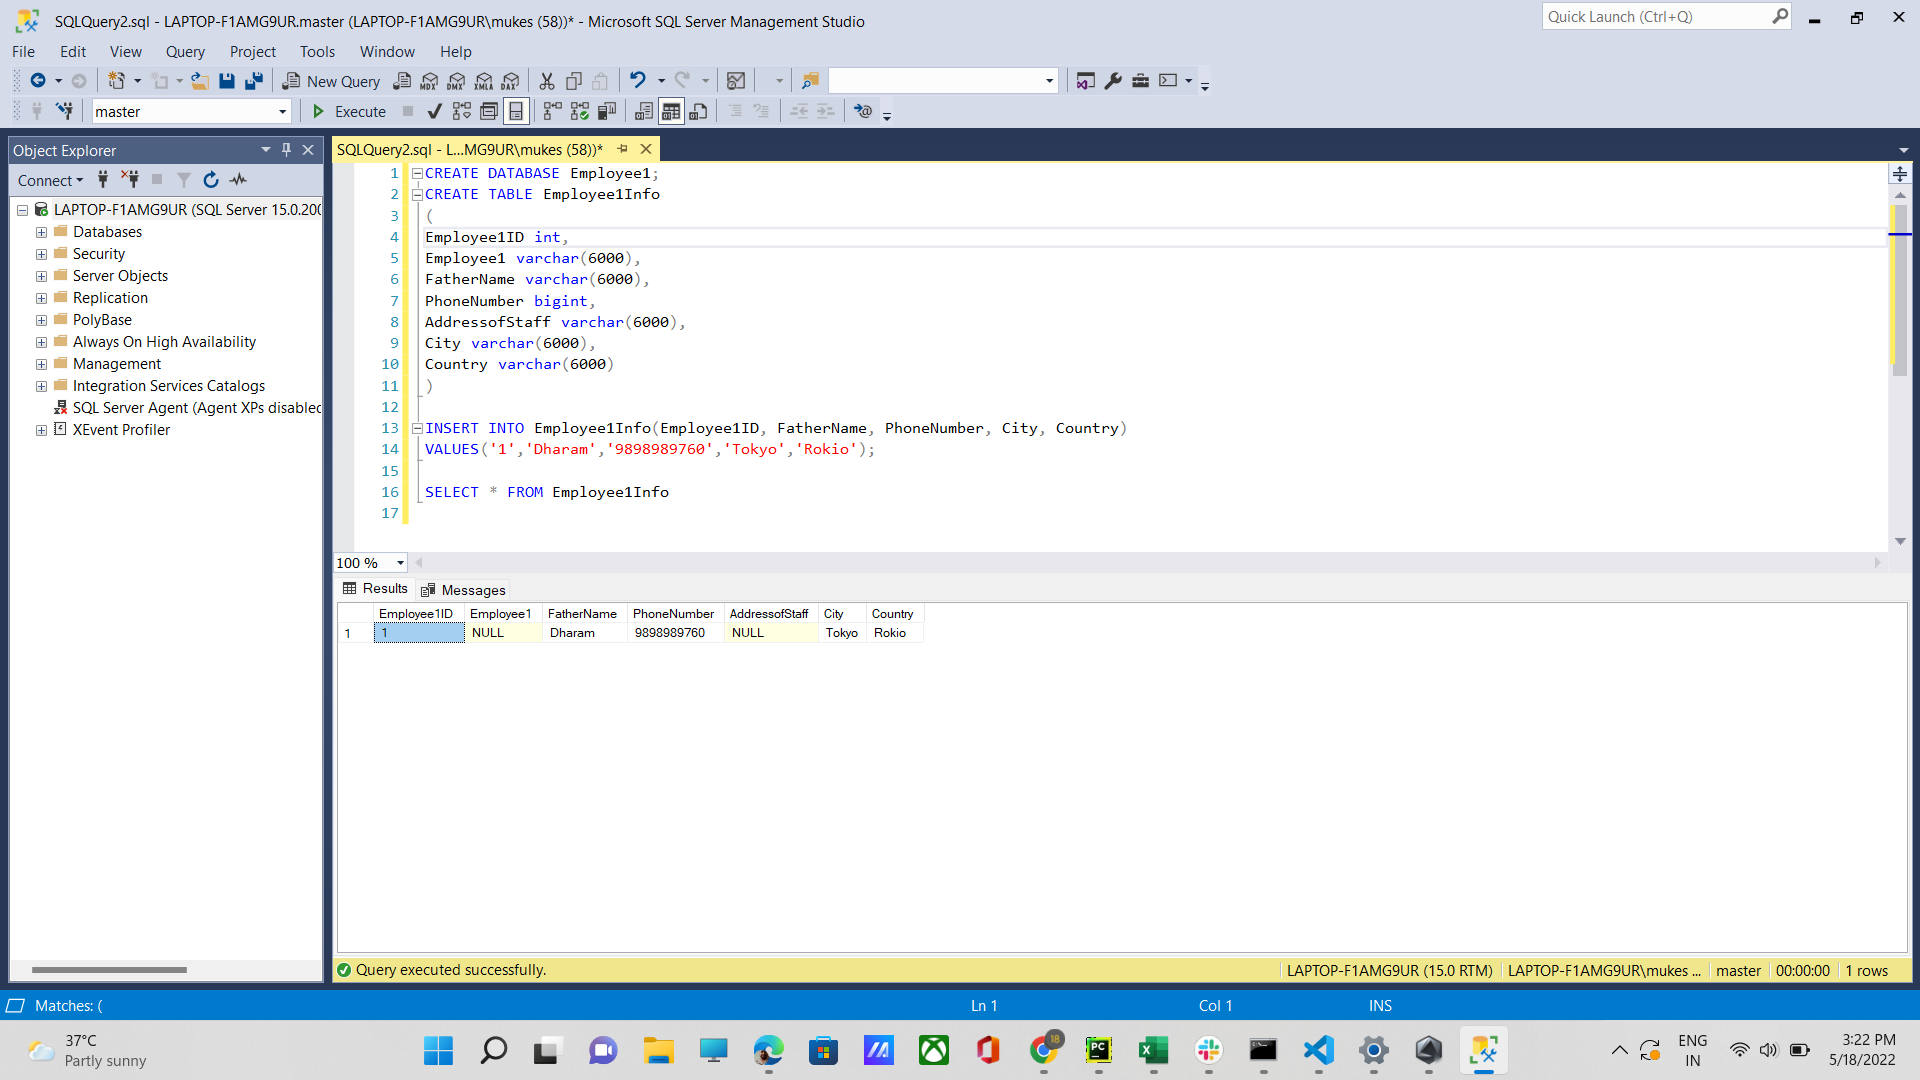 SQLQuery2.sql - LAPTOP-F1AMG9UR.master (LAPTOP-F1AMG9UR\mukes (58))* - Microsoft SQL Server Management Studio
Quick Launch (Ctrl+Q)
File Edit View Query Project Tools Window Help
New Query MDX DMX XMLA DAX
master Execute
Object Explorer
SQLQuery2.sql - L...MG9UR\mukes (58))*
Connect
LAPTOP-F1AMG9UR (SQL Server 15.0.200
Databases
Security
Server Objects
Replication
PolyBase
Always On High Availability
Management
Integration Services Catalogs
SQL Server Agent (Agent XPs disabled
XEvent Profiler
1 CREATE DATABASE Employee1;
2 CREATE TABLE Employee1Info
3 (
4 Employee1ID int,
5 Employee1 varchar(6000),
6 FatherName varchar(6000),
7 PhoneNumber bigint,
8 AddressofStaff varchar(6000),
9 City varchar(6000),
10 Country varchar(6000)
11 )
12
13 INSERT INTO Employee1Info(Employee1ID, FatherName, PhoneNumber, City, Country)
14 VALUES('1','Dharam','9898989760','Tokyo','Rokio');
15
16 SELECT * FROM Employee1Info
17
100 %
Results Messages
Employee1ID Employee1 FatherName PhoneNumber AddressofStaff City Country
1 1 NULL Dharam 9898989760 NULL Tokyo Rokio
Query executed successfully. LAPTOP-F1AMG9UR (15.0 RTM) LAPTOP-F1AMG9UR\mukes ... master 00:00:00 1 rows
Matches: ( Ln 1 Col 1 INS
37°C
Partly sunny
18
PC
ENG
IN
3:22 PM
5/18/2022